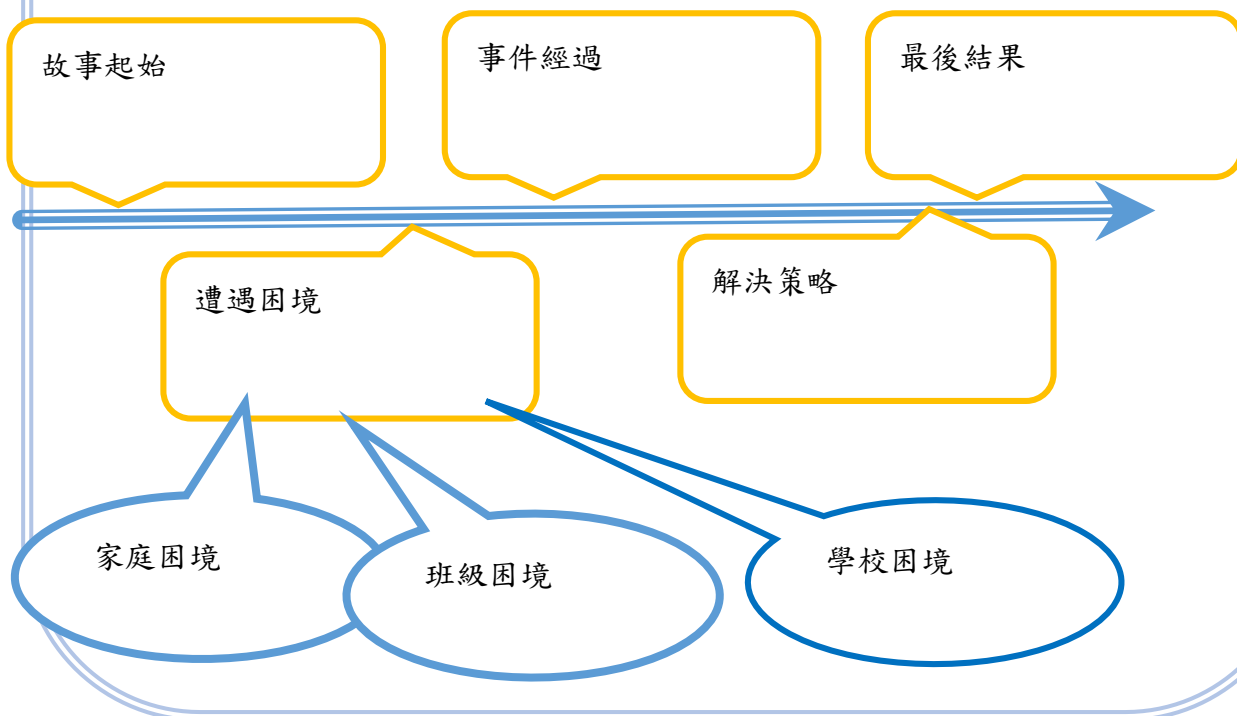 故事起始
事件經過
最後結果
遭遇困境
解決策略
家庭困境
班級困境
學校困境